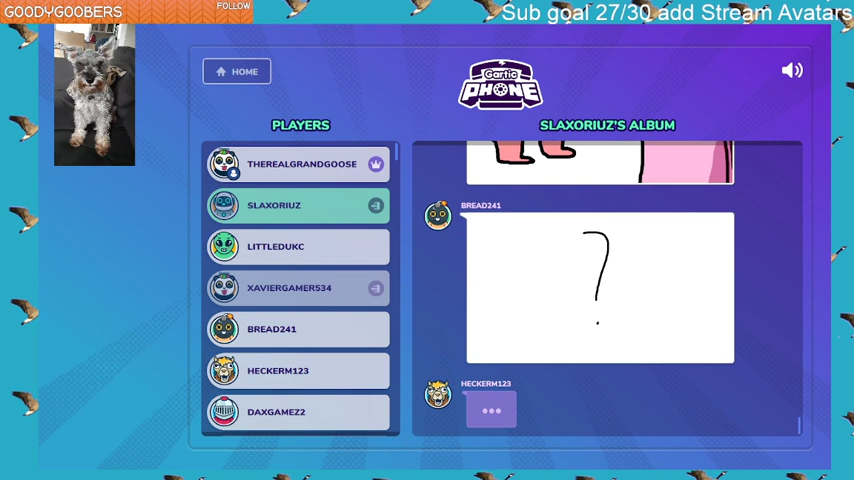 GOODYGOOBERS
FOLLOW
Sub goal 27/30 add Stream Avatars
HOME
Gartic
PHONE
PLAYERS
SLAXORIUZ'S ALBUM
THEREALGRANDGOOSE
SLAXORIUZ
LITTLEDUKC
XAVIERGAMER534
BREAD241
HECKERM123
DAXGAMEZ2
BREAD241
?
HECKERM123
...